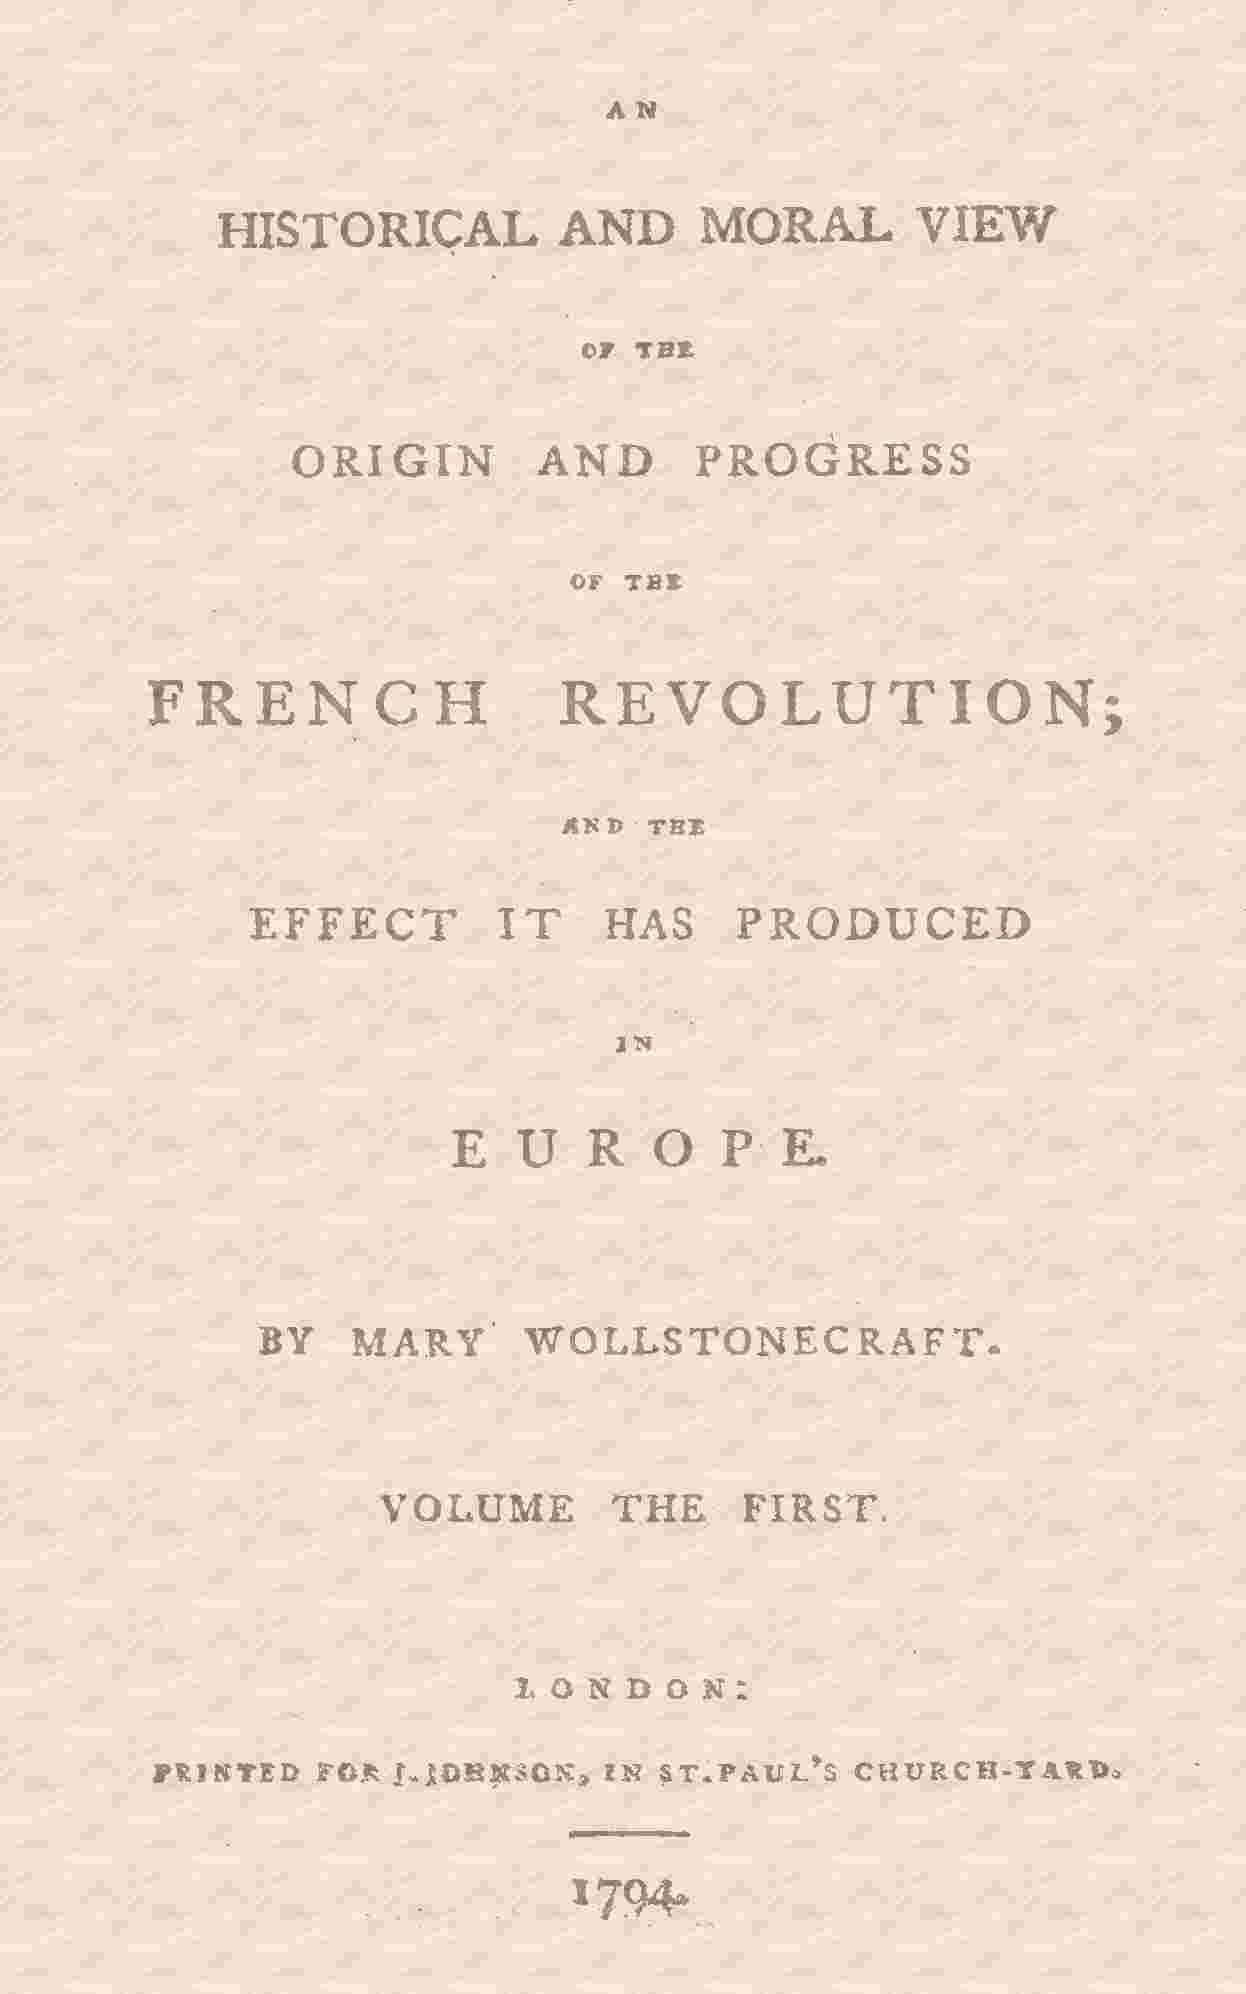 AN
HISTORICAL AND MORAL VIEW
OF THE
ORIGIN AND PROGRESS
OF THE
FRENCH REVOLUTION;
AND THE
EFFECT IT HAS PRODUCED
IN
EUROPE.
BY MARY WOLLSTONECRAFT.
VOLUME THE FIRST.
LONDON:
PRINTED FOR J. JOHNSON, IN ST. PAUL'S CHURCH-YARD.
1794.